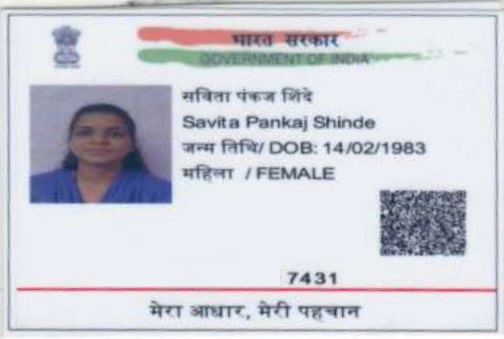 भारत सरकार
GOVERNMENT OF INDIA
सविता पंकज शिंदे
Savita Pankaj Shinde
जन्म तिथि/ DOB: 14/02/1983
महिला / FEMALE
7431
मेरा आधार, मेरी पहचान